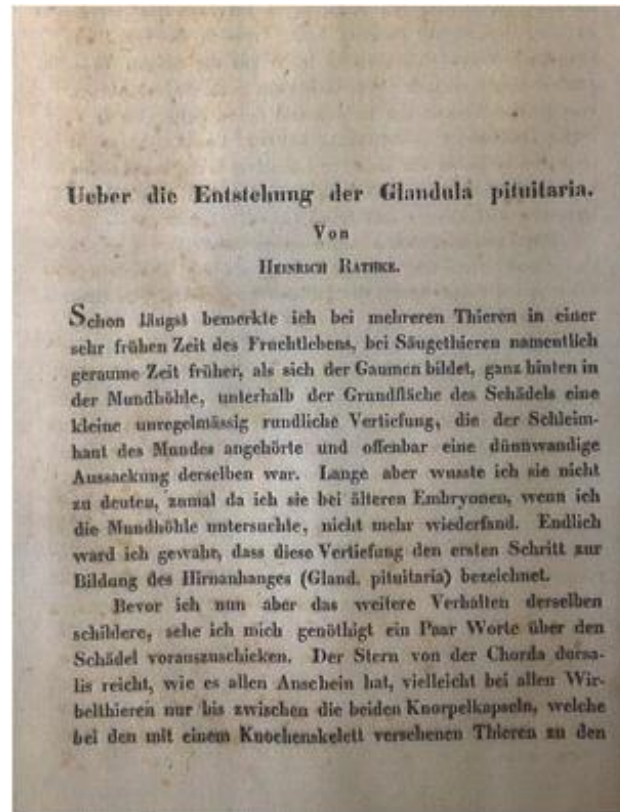 Ueber die Entstehung der Glandula pituitaria.
Von
HEINRICH RATHKE.
Schon längst bemerkte ich bei mehreren Thieren in einer
sehr frühen Zeit des Fruchtlebens, bei Säugethieren namentlich
geraume Zeit früher, als sich der Gaumen bildet, ganz hinten in
der Mundhöhle, unterhalb der Grundfläche des Schädels eine
kleine unregelmässig rundliche Vertiefung, die der Schleim-
haut des Mundes angehörte und offenbar eine dünnwandige
Aussackung derselben war. Lange aber wusste ich sie nicht
zu deuten, zumal da ich sie bei älteren Embryonen, wenn ich
die Mundhöhle untersuchte, nicht mehr wiederfand. Endlich
ward ich gewahr, dass diese Vertiefung den ersten Schritt zur
Bildung des Hirnanhanges (Gland. pituitaria) bezeichnet.
Bevor ich nun aber das weitere Verhalten derselben
schildere, sehe ich mich genöthigt ein Paar Worte über den
Schädel vorauszuschicken. Der Stern von der Chorda dorsa-
lis reicht, wie es allen Anschein hat, vielleicht bei allen Wir-
belthieren nur bis zwischen die beiden Knorpelkapseln, welche
bei den mit einem Knochenskelett versehenen Thieren zu den